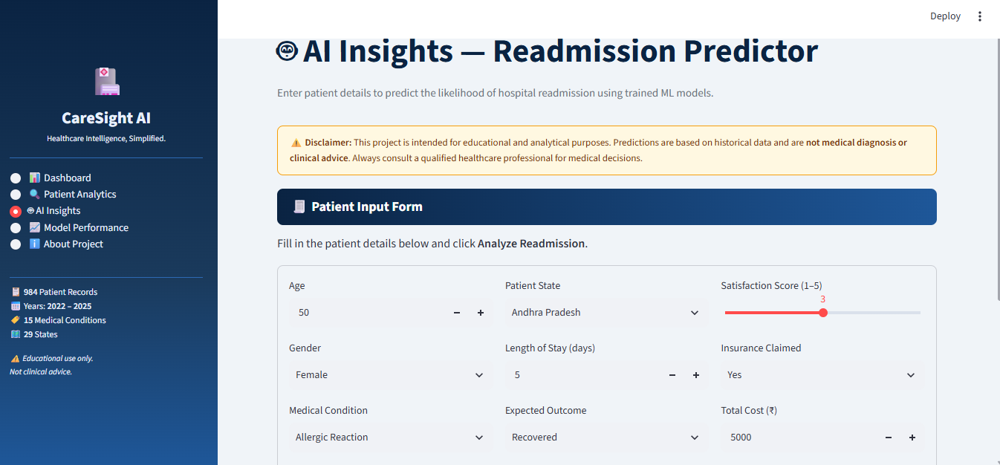 Deploy
CareSight AI
Healthcare Intelligence, Simplified.
Dashboard
Patient Analytics
AI Insights
Model Performance
About Project
984 Patient Records
Years: 2022 – 2025
15 Medical Conditions
29 States
Educational use only.
Not clinical advice.
AI Insights — Readmission Predictor
Enter patient details to predict the likelihood of hospital readmission using trained ML models.
Disclaimer: This project is intended for educational and analytical purposes. Predictions are based on historical data and are not medical diagnosis or
clinical advice. Always consult a qualified healthcare professional for medical decisions.
Patient Input Form
Fill in the patient details below and click Analyze Readmission.
Age
50
Patient State
Andhra Pradesh
Satisfaction Score (1–5)
3
Gender
Female
Length of Stay (days)
5
Insurance Claimed
Yes
Medical Condition
Allergic Reaction
Expected Outcome
Recovered
Total Cost (₹)
5000